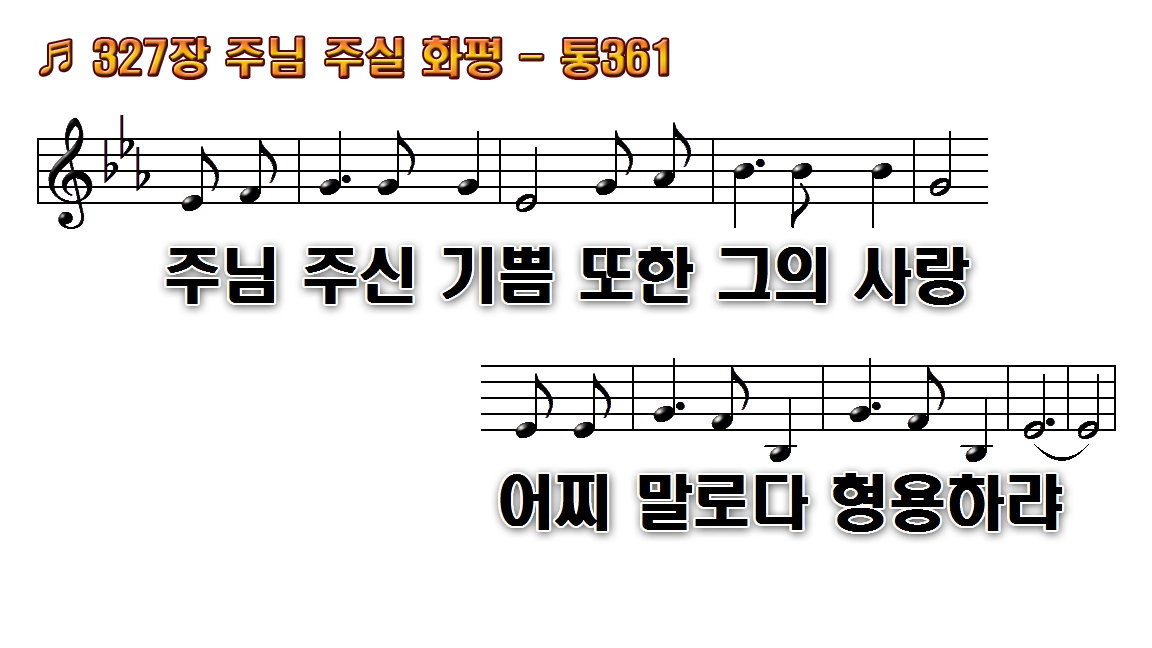 327장 주님 주실 화평 - 통361
주님 주신 기쁨 또한 그의 사랑
어찌 말로다 형용하랴